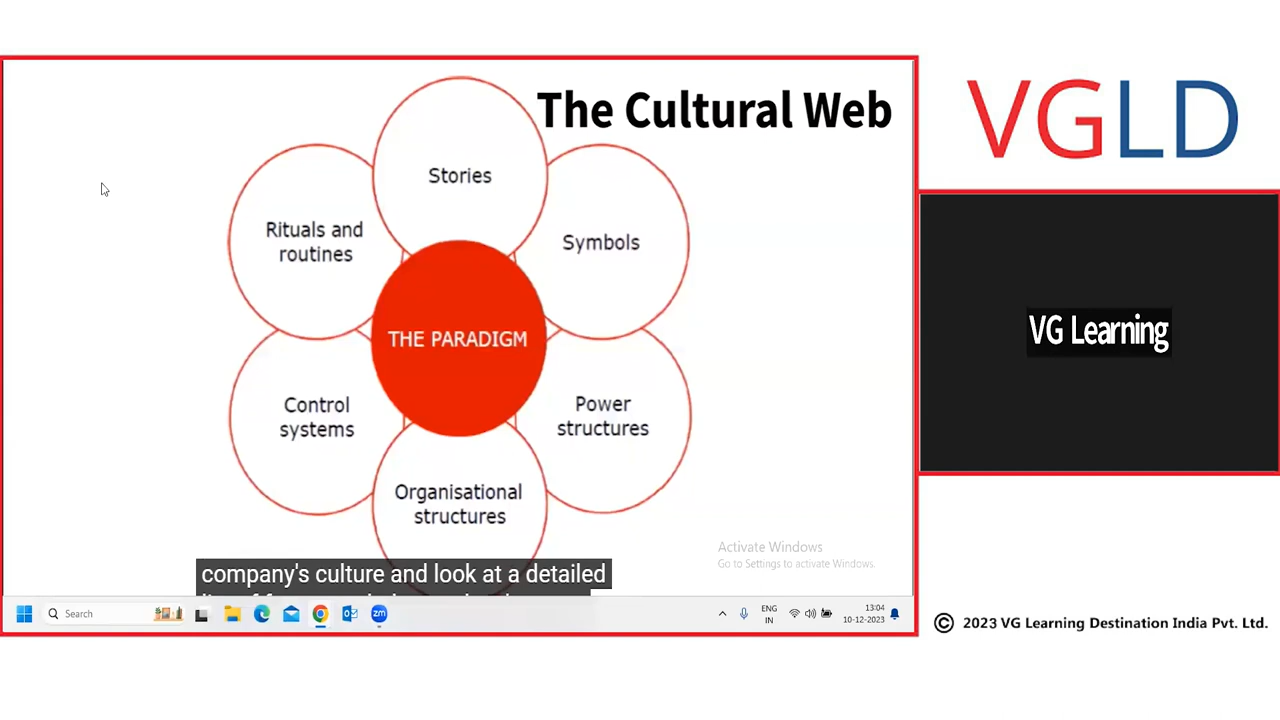 The Cultural Web
Stories
Rituals and
routines
Symbols
THE PARADIGM
Control
systems
Power
structures
Organisational
structures
company's culture and look at a detailed
Activate Windows
Go to Settings to activate Windows.
Search
ENG
IN
13:04
10-12-2023
zm
VGLD
VG Learning
© 2023 VG Learning Destination India Pvt. Ltd.